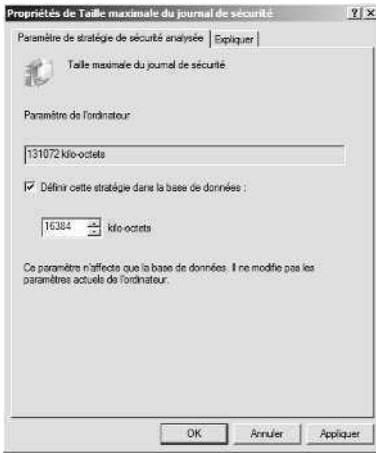 Propriétés de Taille maximale du journal de sécurité
Paramètre de stratégie de sécurité analysée
Expliquer
Taille maximale du journal de sécurité
Paramètre de l'ordinateur
131072 kilo-octets
Définir cette stratégie dans la base de données :
16384 kilo-octets
Ce paramètre n'affecte que la base de données. Il ne modifie pas les
paramètres actuels de l'ordinateur.
OK
Annuler
Appliquer